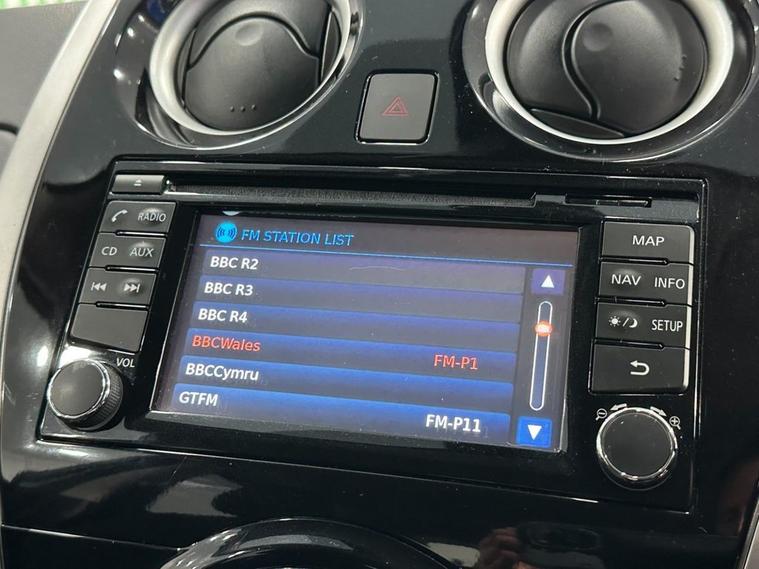 RADIO
CD AUX
VOL
FM STATION LIST
BBC R2
BBC R3
BBC R4
BBCWales FM-P1
BBCCymru
GTFM FM-P11
MAP
NAV INFO
SETUP